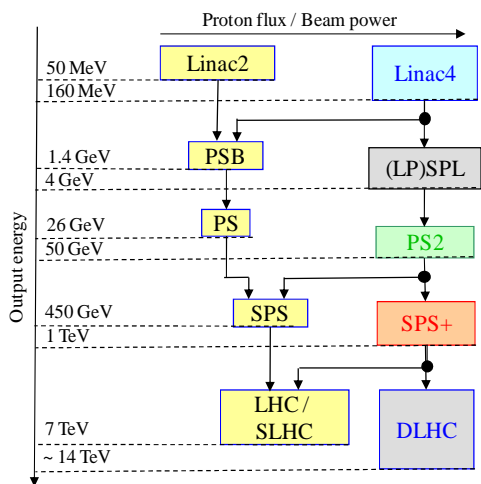 Proton flux / Beam power
Linac2
Linac4
50 MeV
160 MeV
PSB
(LP)SPL
1.4 GeV
4 GeV
PS
PS2
26 GeV
50 GeV
Output energy
SPS
SPS+
450 GeV
1 TeV
LHC /
SLHC
DLHC
7 TeV
~ 14 TeV